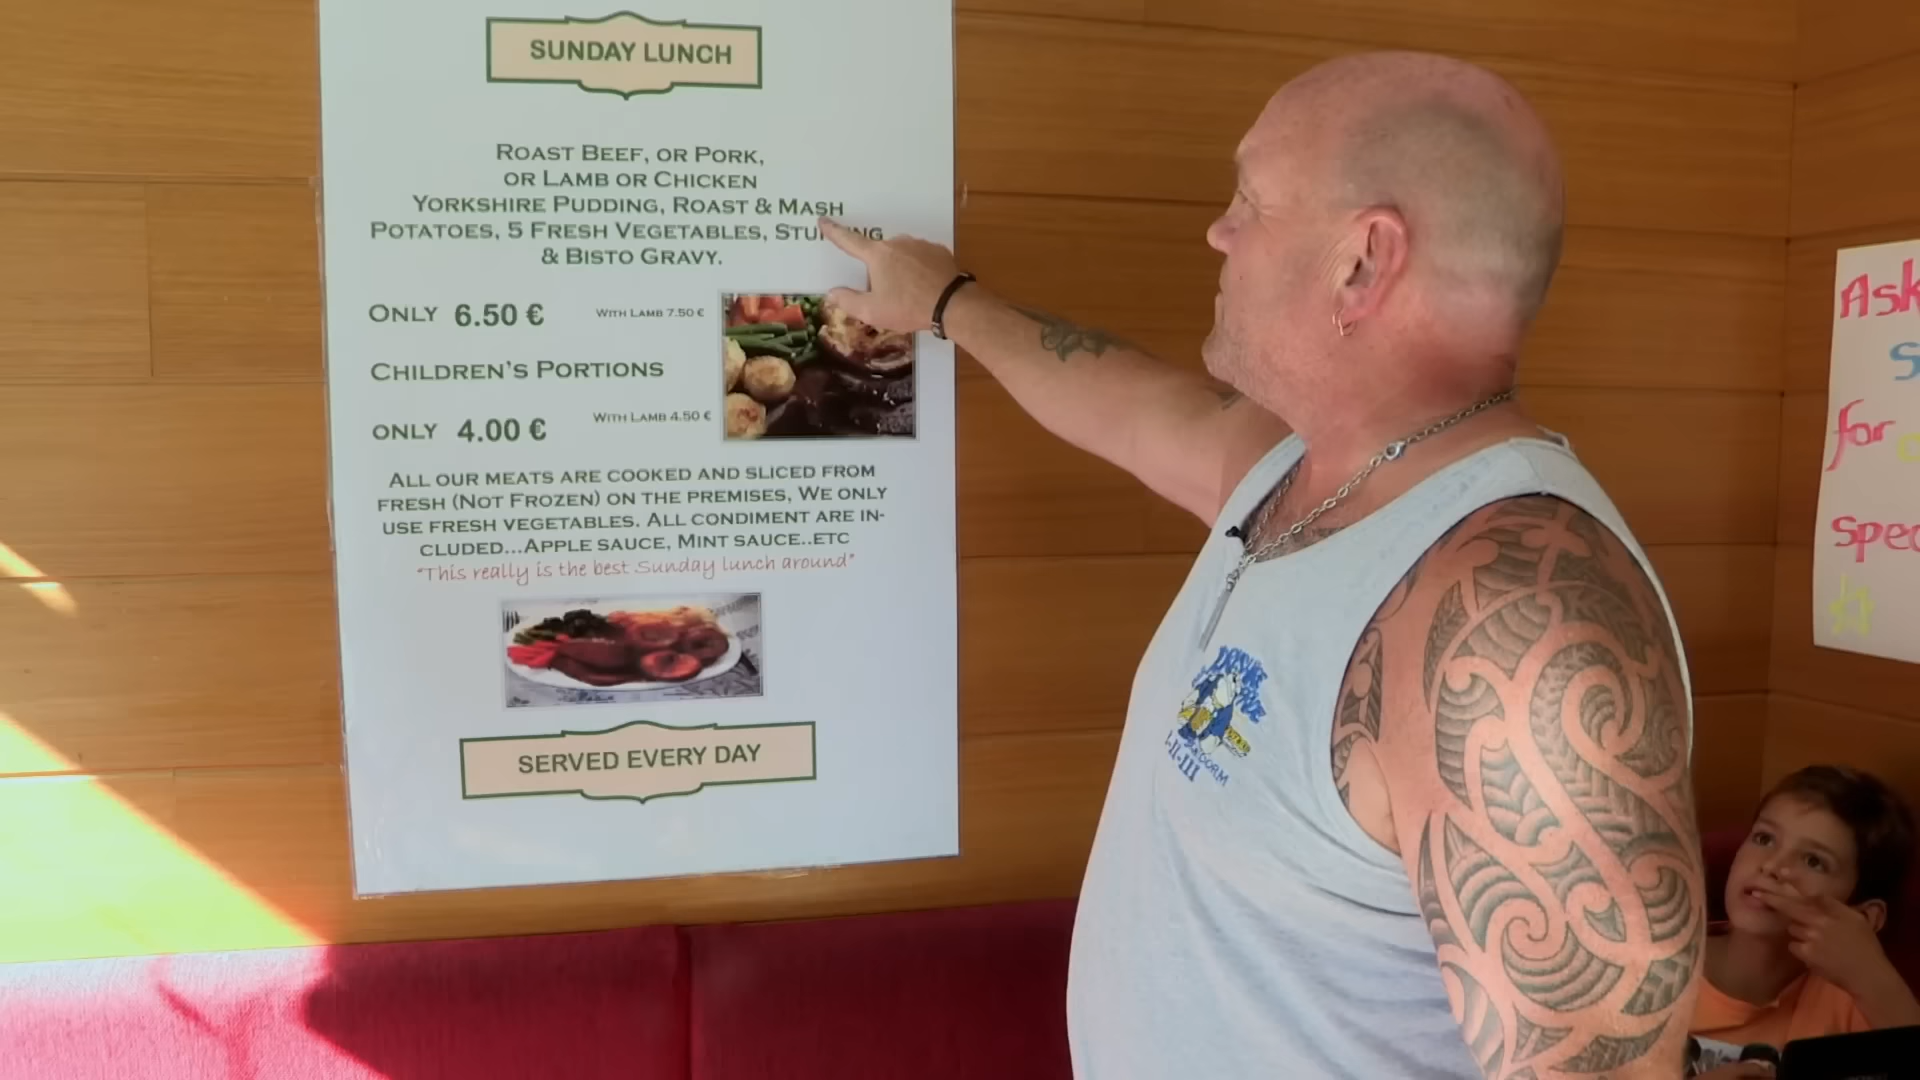 SUNDAY LUNCH
ROAST BEEF, OR PORK,
OR LAMB OR CHICKEN
YORKSHIRE PUDDING, ROAST & MASH
POTATOES, 5 FRESH VEGETABLES,
& BISTO GRAVY.
ONLY 6.50 € WITH LAMB 7.50 €
CHILDREN'S PORTIONS
ONLY 4.00 € WITH LAMB 4.50 €
ALL OUR MEATS ARE COOKED AND SLICED FROM
FRESH (NOT FROZEN) ON THE PREMISES, WE ONLY
USE FRESH VEGETABLES. ALL CONDIMENT ARE IN-
CLUDED...APPLE SAUCE, MINT SAUCE..ETC
"This really is the best Sunday lunch around"
SERVED EVERY DAY
Ask
for
I-II-III